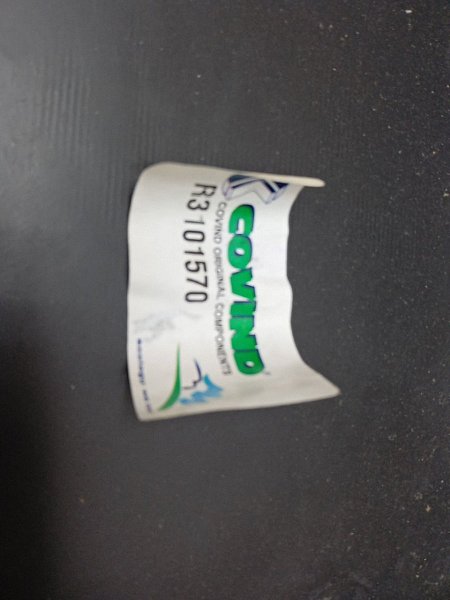 COVIND®
COVIND ORIGINAL COMPONENTS
R3101570